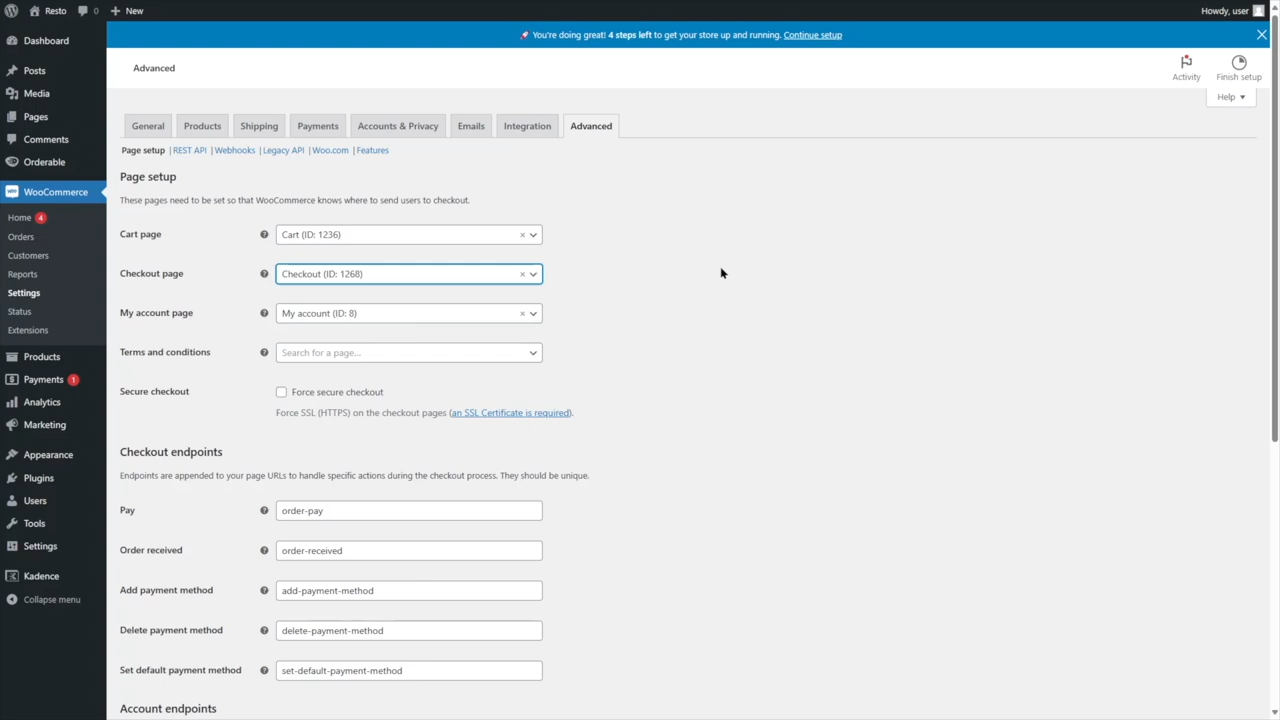 Resto
0
New
Howdy, user
Dashboard
Posts
Media
Pages
Comments
Orderable
WooCommerce
Home 4
Orders
Customers
Reports
Settings
Status
Extensions
Products
Payments 1
Analytics
Marketing
Appearance
Plugins
Users
Tools
Settings
Kadence
Collapse menu
🚀 You're doing great! 4 steps left to get your store up and running. Continue setup
Advanced
Activity
Finish setup
Help
General
Products
Shipping
Payments
Accounts & Privacy
Emails
Integration
Advanced
Page setup | REST API | Webhooks | Legacy API | Woo.com | Features
Page setup
These pages need to be set so that WooCommerce knows where to send users to checkout.
Cart page
Cart (ID: 1236)
Checkout page
Checkout (ID: 1268)
My account page
My account (ID: 8)
Terms and conditions
Search for a page...
Secure checkout
Force secure checkout
Force SSL (HTTPS) on the checkout pages (an SSL Certificate is required).
Checkout endpoints
Endpoints are appended to your page URLs to handle specific actions during the checkout process. They should be unique.
Pay
order-pay
Order received
order-received
Add payment method
add-payment-method
Delete payment method
delete-payment-method
Set default payment method
set-default-payment-method
Account endpoints